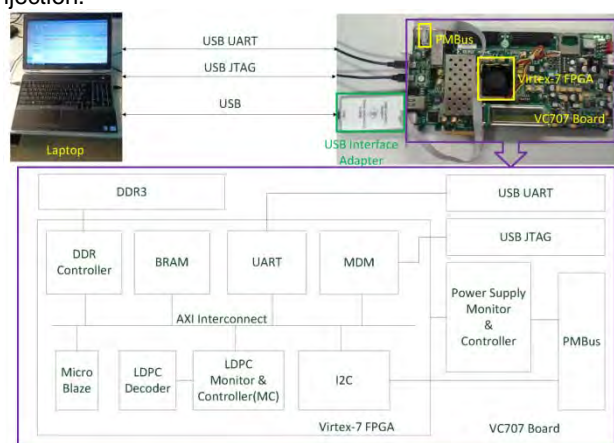 jection.
USB UART
USB JTAG
USB
Laptop
USB Interface
Adapter
PMBus
Virtex-7 FPGA
VC707 Board
DDR3
USB UART
USB JTAG
DDR
Controller
BRAM
UART
MDM
Power Supply
Monitor
&
Controller
PMBus
AXI Interconnect
Micro
Blaze
LDPC
Decoder
LDPC
Monitor &
Controller(MC)
I2C
Virtex-7 FPGA
VC707 Board